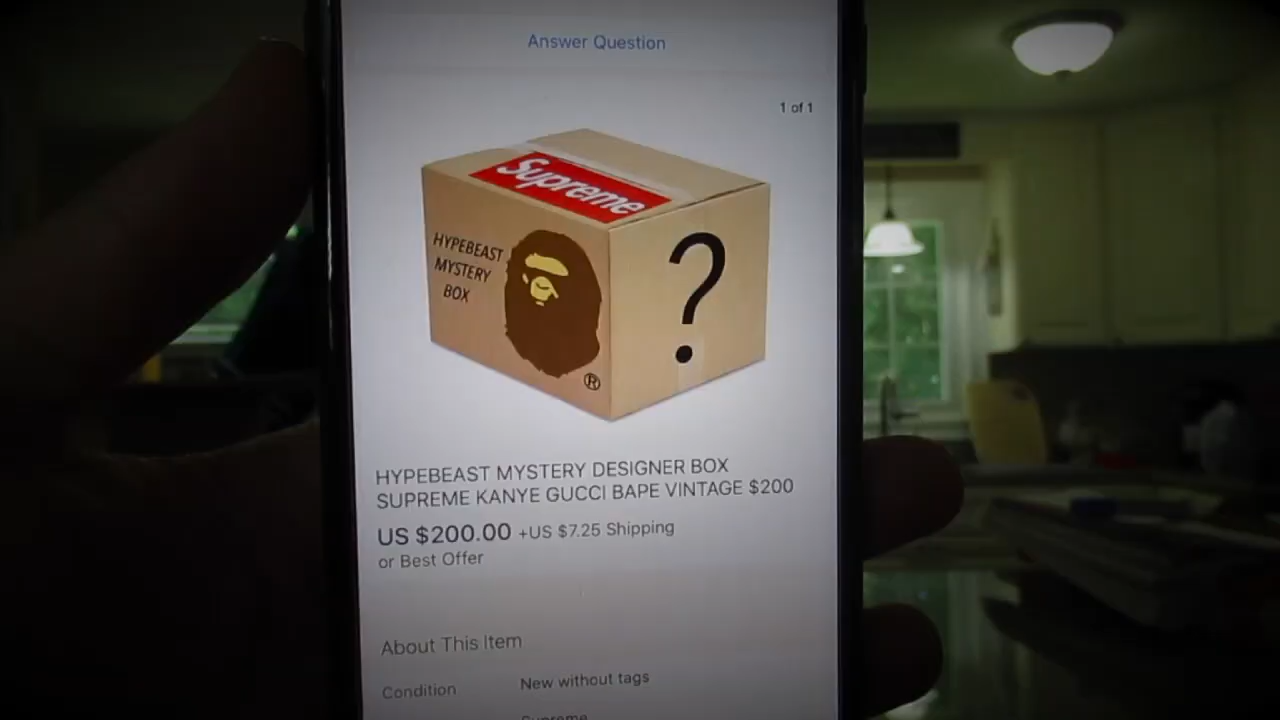 Answer Question
1 of 1
Supreme
HYPEBEAST
MYSTERY
BOX
?
®
HYPEBEAST MYSTERY DESIGNER BOX
SUPREME KANYE GUCCI BAPE VINTAGE $200
US $200.00 +US $7.25 Shipping
or Best Offer
About This Item
Condition New without tags
Supreme